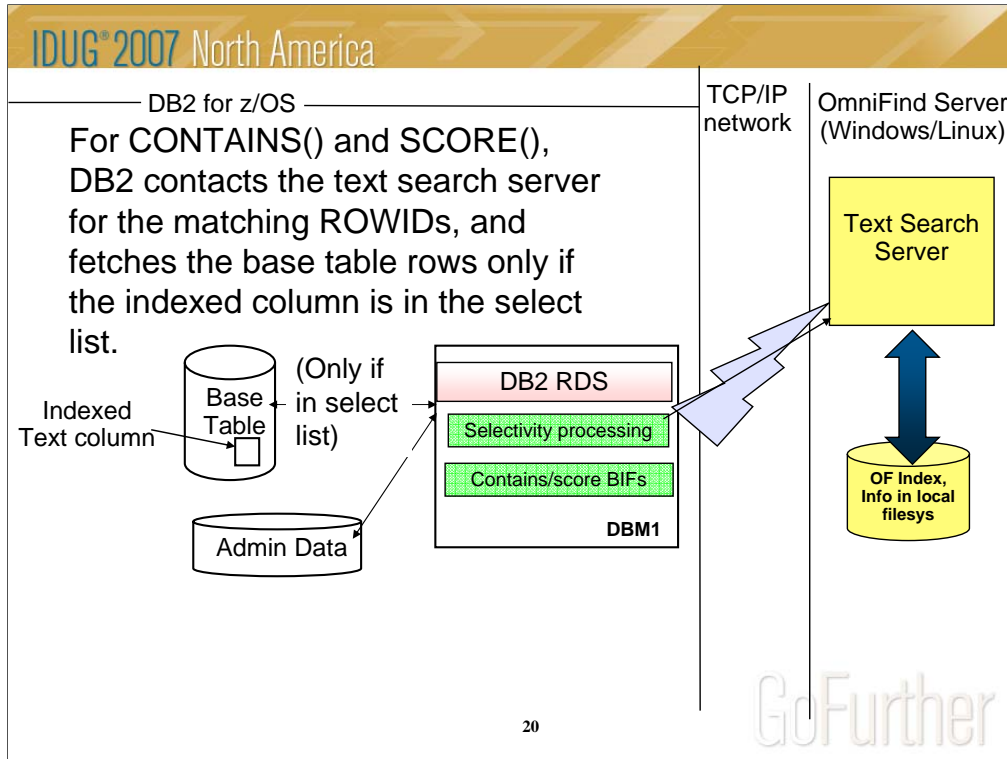 IDUG® 2007 North America
DB2 for z/OS
TCP/IP
network
OmniFind Server
(Windows/Linux)
For CONTAINS() and SCORE(),
DB2 contacts the text search server
for the matching ROWIDs, and
fetches the base table rows only if
the indexed column is in the select
list.
Text Search
Server
Indexed
Text column
Base
Table
(Only if
in select
list)
DB2 RDS
Selectivity processing
Contains/score BIFs
DBM1
Admin Data
OF Index,
Info in local
filesys
20
GoFurther